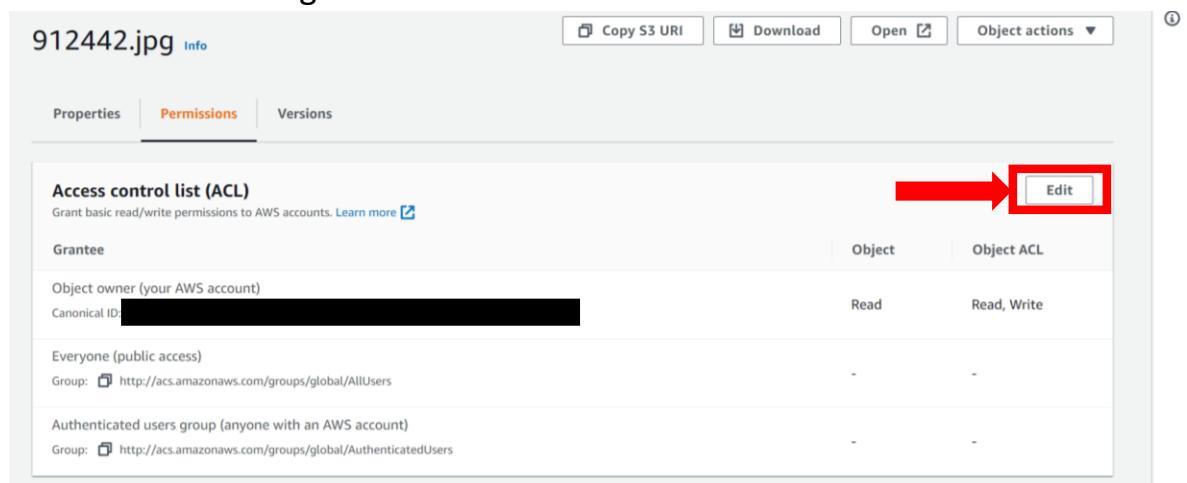 912442.jpg Info
Copy S3 URI Download Open Object actions
Properties Permissions Versions
Access control list (ACL)
Edit
Grant basic read/write permissions to AWS accounts. Learn more
Grantee Object Object ACL
Object owner (your AWS account)
Canonical ID:
Read Read, Write
Everyone (public access)
Group: http://acs.amazonaws.com/groups/global/AllUsers
- -
Authenticated users group (anyone with an AWS account)
Group: http://acs.amazonaws.com/groups/global/AuthenticatedUsers
- -